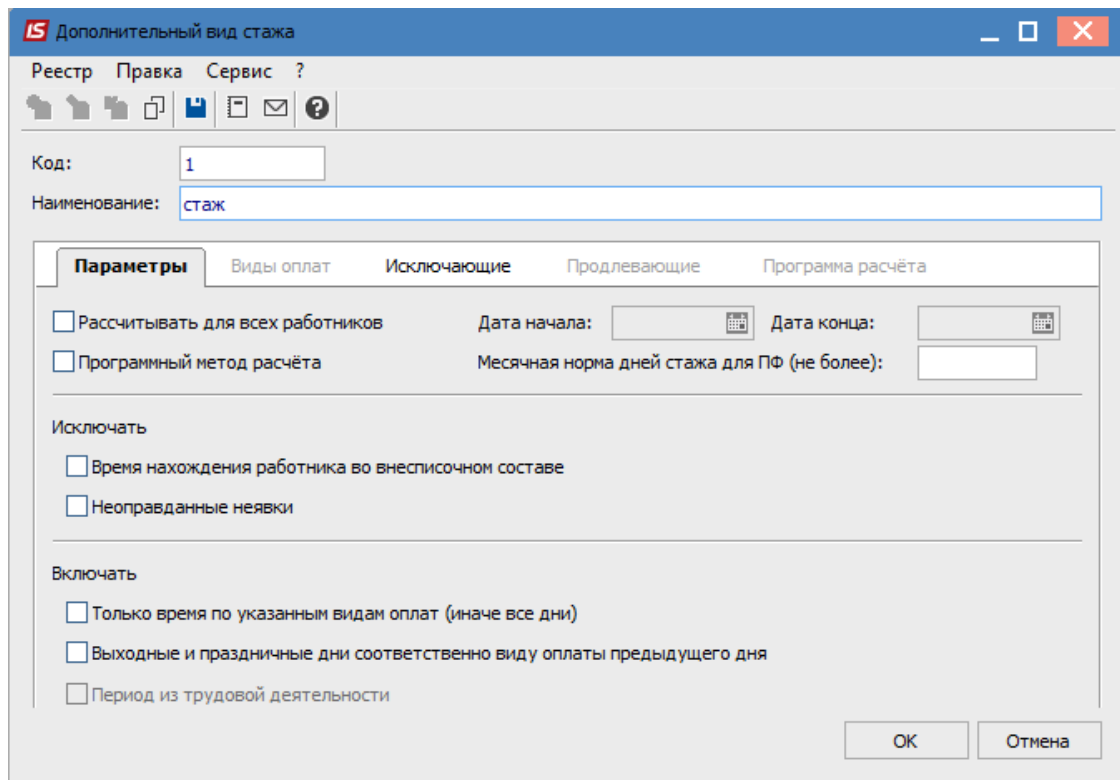 IS Дополнительный вид стажа
Реестр Правка Сервис ?
?
Код: 1
Наименование: стаж
Параметры Виды оплат Исключающие Продлевающие Программа расчёта
Рассчитывать для всех работников Дата начала: Дата конца:
Программный метод расчёта Месячная норма дней стажа для ПФ (не более):
Исключать
Время нахождения работника во внесписочном составе
Неоправданные неявки
Включать
Только время по указанным видам оплат (иначе все дни)
Выходные и праздничные дни соответственно виду оплаты предыдущего дня
Период из трудовой деятельности
OK Отмена